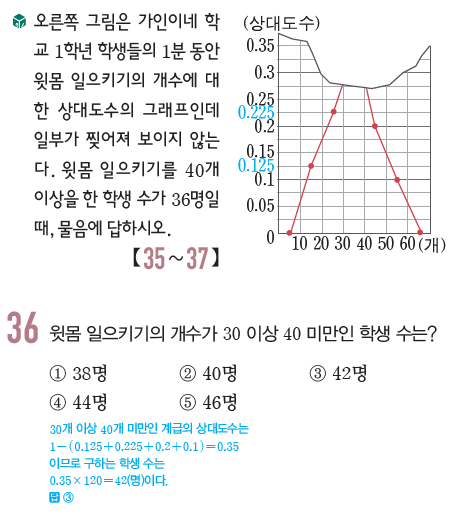 오른쪽 그림은 가인이네 학
교 1학년 학생들의 1분 동안
윗몸 일으키기의 개수에 대
한 상대도수의 그래프인데
일부가 찢어져 보이지 않는
다. 윗몸 일으키기를 40개
이상을 한 학생 수가 36명일
때, 물음에 답하시오.
【35~37】
(상대도수)
0.35
0.3
0.25
0.225
0.2
0.15
0.125
0.1
0.05
0
10 20 30 40 50 60 (개)
36 윗몸 일으키기의 개수가 30 이상 40 미만인 학생 수는?
① 38명 ② 40명 ③ 42명
④ 44명 ⑤ 46명
30개 이상 40개 미만인 계급의 상대도수는
1-(0.125+0.225+0.2+0.1)=0.35
이므로 구하는 학생 수는
0.35×120=42(명)이다.
답 ③